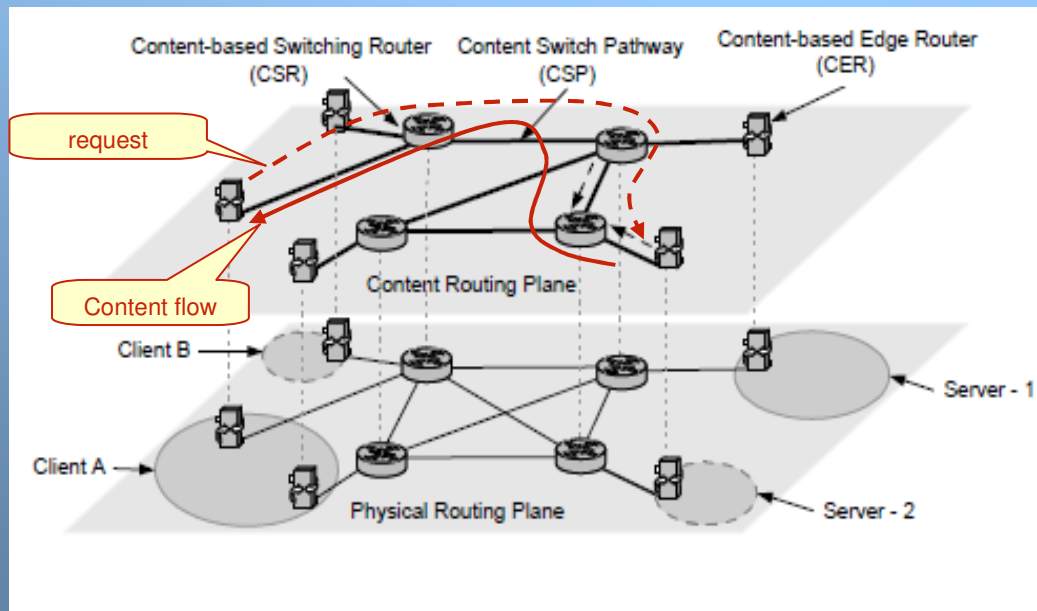 Content-based Switching Router
(CSR)
Content Switch Pathway
(CSP)
Content-based Edge Router
(CER)
request
Content flow
Content Routing Plane
Client B
Server - 1
Client A
Physical Routing Plane
Server - 2